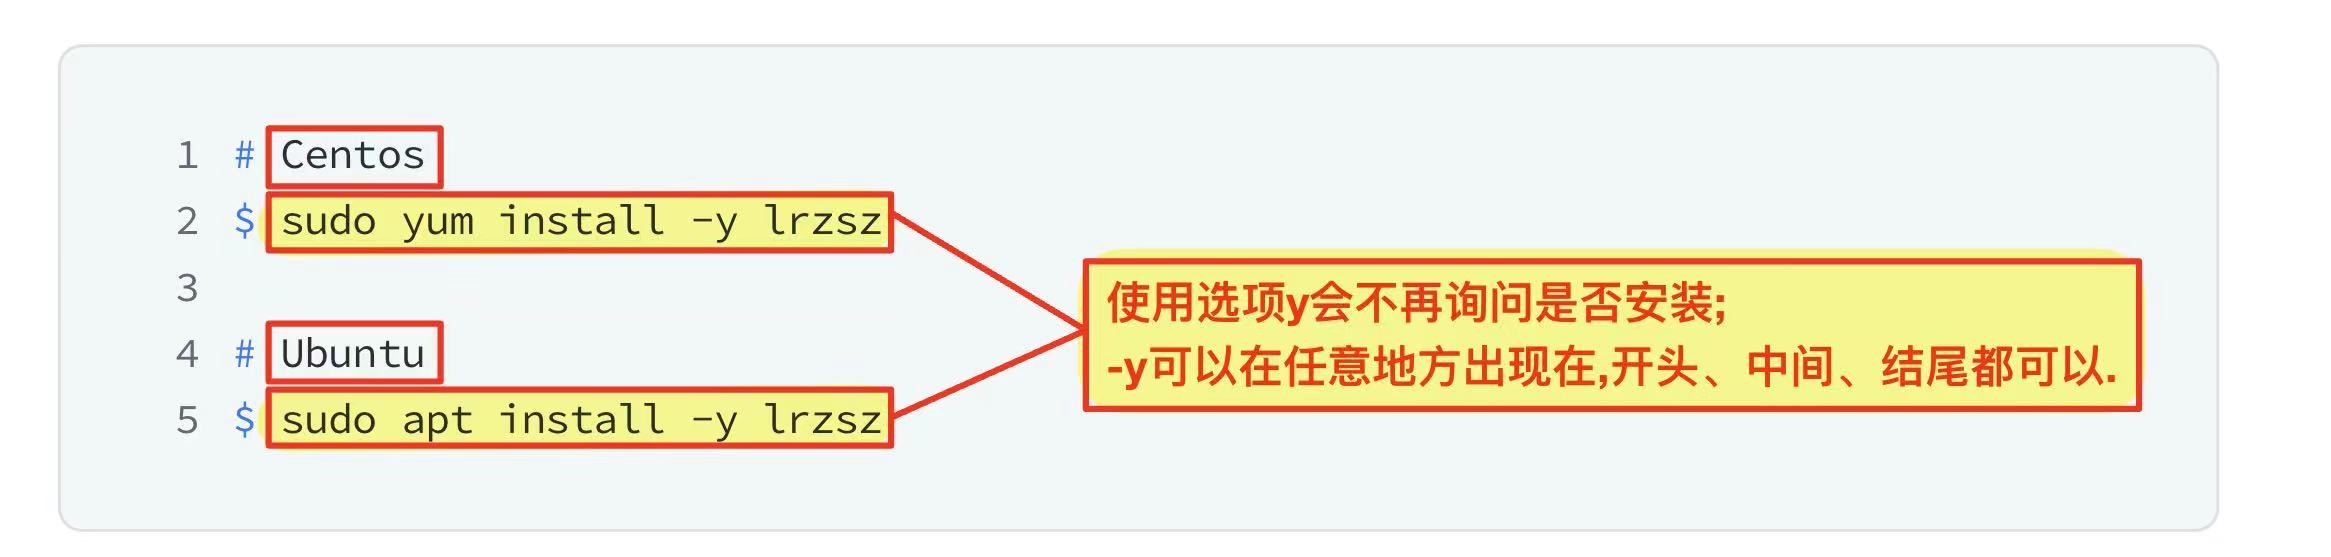 1 # Centos
2 $ sudo yum install -y lrzsz
3
使用选项y会不再询问是否安装;
-y可以在任意地方出现在,开头、中间、结尾都可以.
4 # Ubuntu
5 $ sudo apt install -y lrzsz